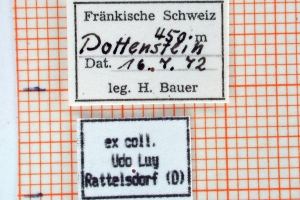 Fränkische Schweiz
Pottenstein 450 m
Dat. 16. 7. 72
leg. H. Bauer
ex coll.
Udo Luy
Rattelsdorf (O)